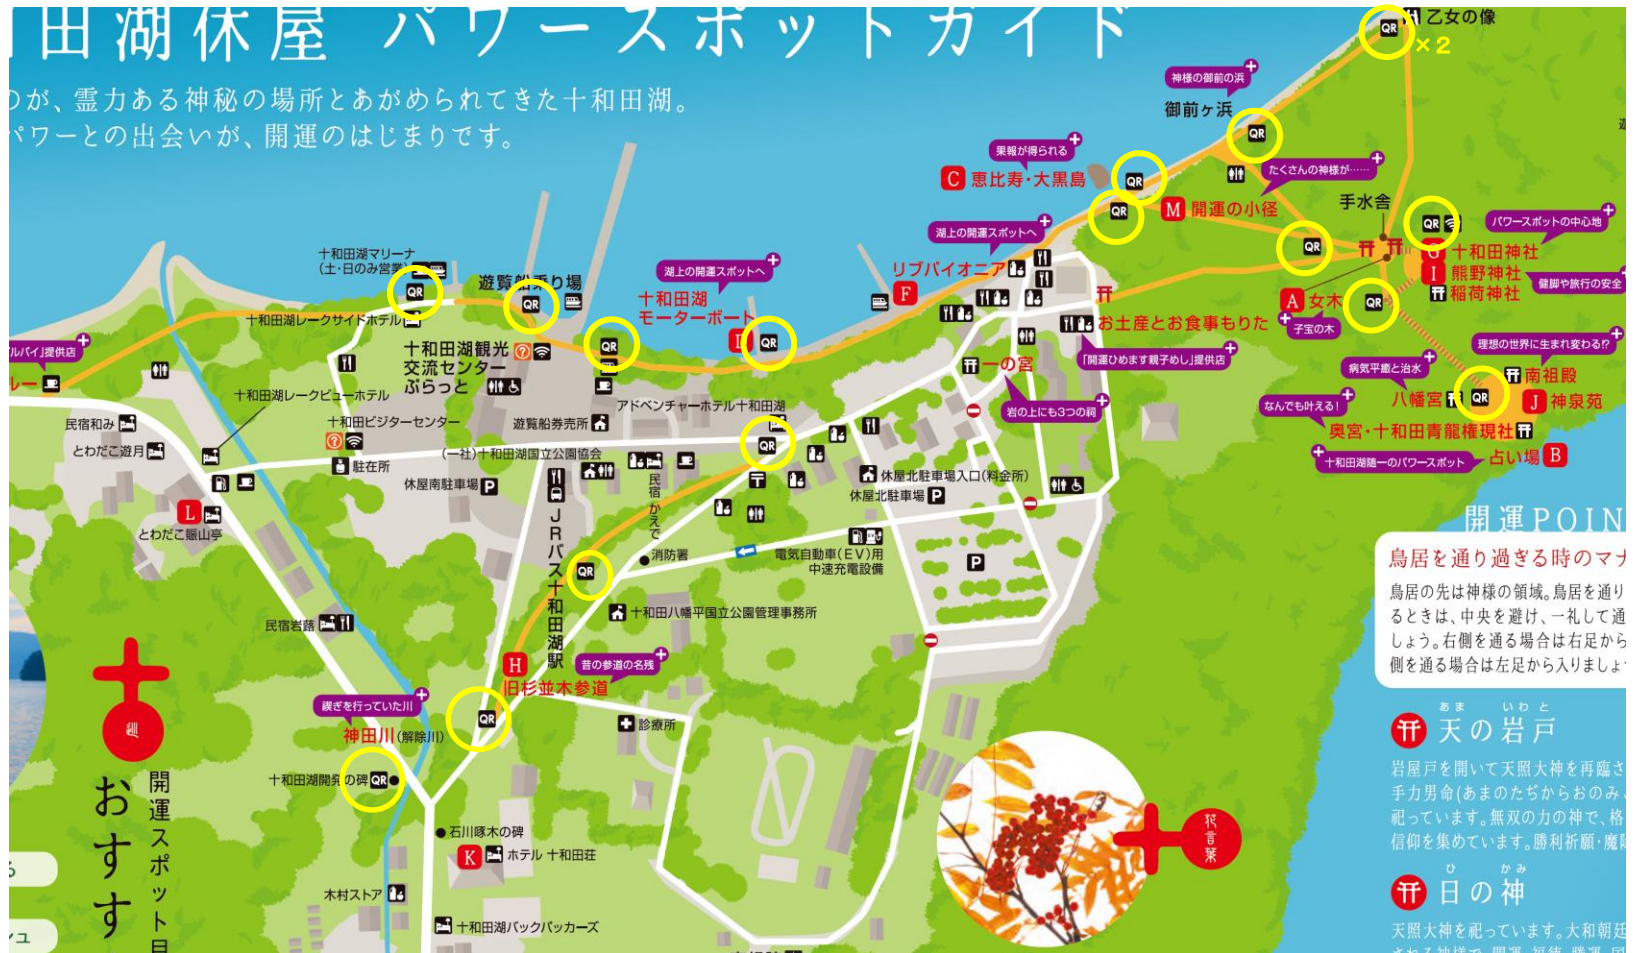 田湖休屋 パワースポットガイド
のが、霊力ある神秘の場所とあがめられてきた十和田湖。
パワーとの出会いが、開運のはじまりです。
乙女の像
QR
×2
神様の御前の浜
御前ヶ浜
QR
果報が得られる
C 恵比寿・大黒島
QR
QR
たくさんの神様が……
M 開運の小径
手水舎
QR
QR
パワースポットの中心地
G 十和田神社
I 熊野神社
稲荷神社
健脚や旅行の安全
A 女木
QR
子宝の木
湖上の開運スポットへ
リブパイオニア
F
十和田湖マリーナ
(土・日のみ営業)
QR
遊覧船乗り場
QR
湖上の開運スポットへ
十和田湖
モーターボート
QR
十和田湖レークサイドホテル
十和田湖観光
交流センター
ぷらっと
QR
お土産とお食事もりた
「開運ひめます親子めし」提供店
一の宮
岩の上にも3つの祠
理想の世界に生まれ変わる!?
南祖殿
病気平癒と治水
八幡宮
QR
J 神泉苑
なんでも叶える!
奥宮・十和田青龍権現社
十和田湖随一のパワースポット
占い場 B
ルバイ」提供店
ルー
十和田湖レークビューホテル
民宿和み
とわだこ遊月
十和田ビジターセンター
駐在所
遊覧船券売所
アドベンチャーホテル十和田湖
QR
(一社)十和田湖国立公園協会
休屋南駐車場 P
民宿 かえで
休屋北駐車場入口(料金所)
休屋北駐車場 P
L
とわだこ賑山亭
JRバス十和田湖駅
消防署
電気自動車(EV)用
中速充電設備
P
QR
十和田八幡平国立公園管理事務所
民宿岩蕗
H
旧杉並木参道
昔の参道の名残
QR
診療所
禊ぎを行っていた川
神田川(解除川)
十和田湖開発の碑 QR
石川啄木の碑
K ホテル 十和田荘
木村ストア
十和田湖バックパッカーズ
開運スポット目
おすす
る
ュ
花言葉
開運POIN
鳥居を通り過ぎる時のマナ
鳥居の先は神様の領域。鳥居を通り
るときは、中央を避け、一礼して通
しょう。右側を通る場合は右足から
側を通る場合は左足から入りましょ
あま いわと
天の岩戸
岩屋戸を開いて天照大神を再臨さ
手力男命(あまのたぢからおのみ
祀っています。無双の力の神で、格
信仰を集めています。勝利祈願・魔除
ひ かみ
日の神
天照大神を祀っています。大和朝廷